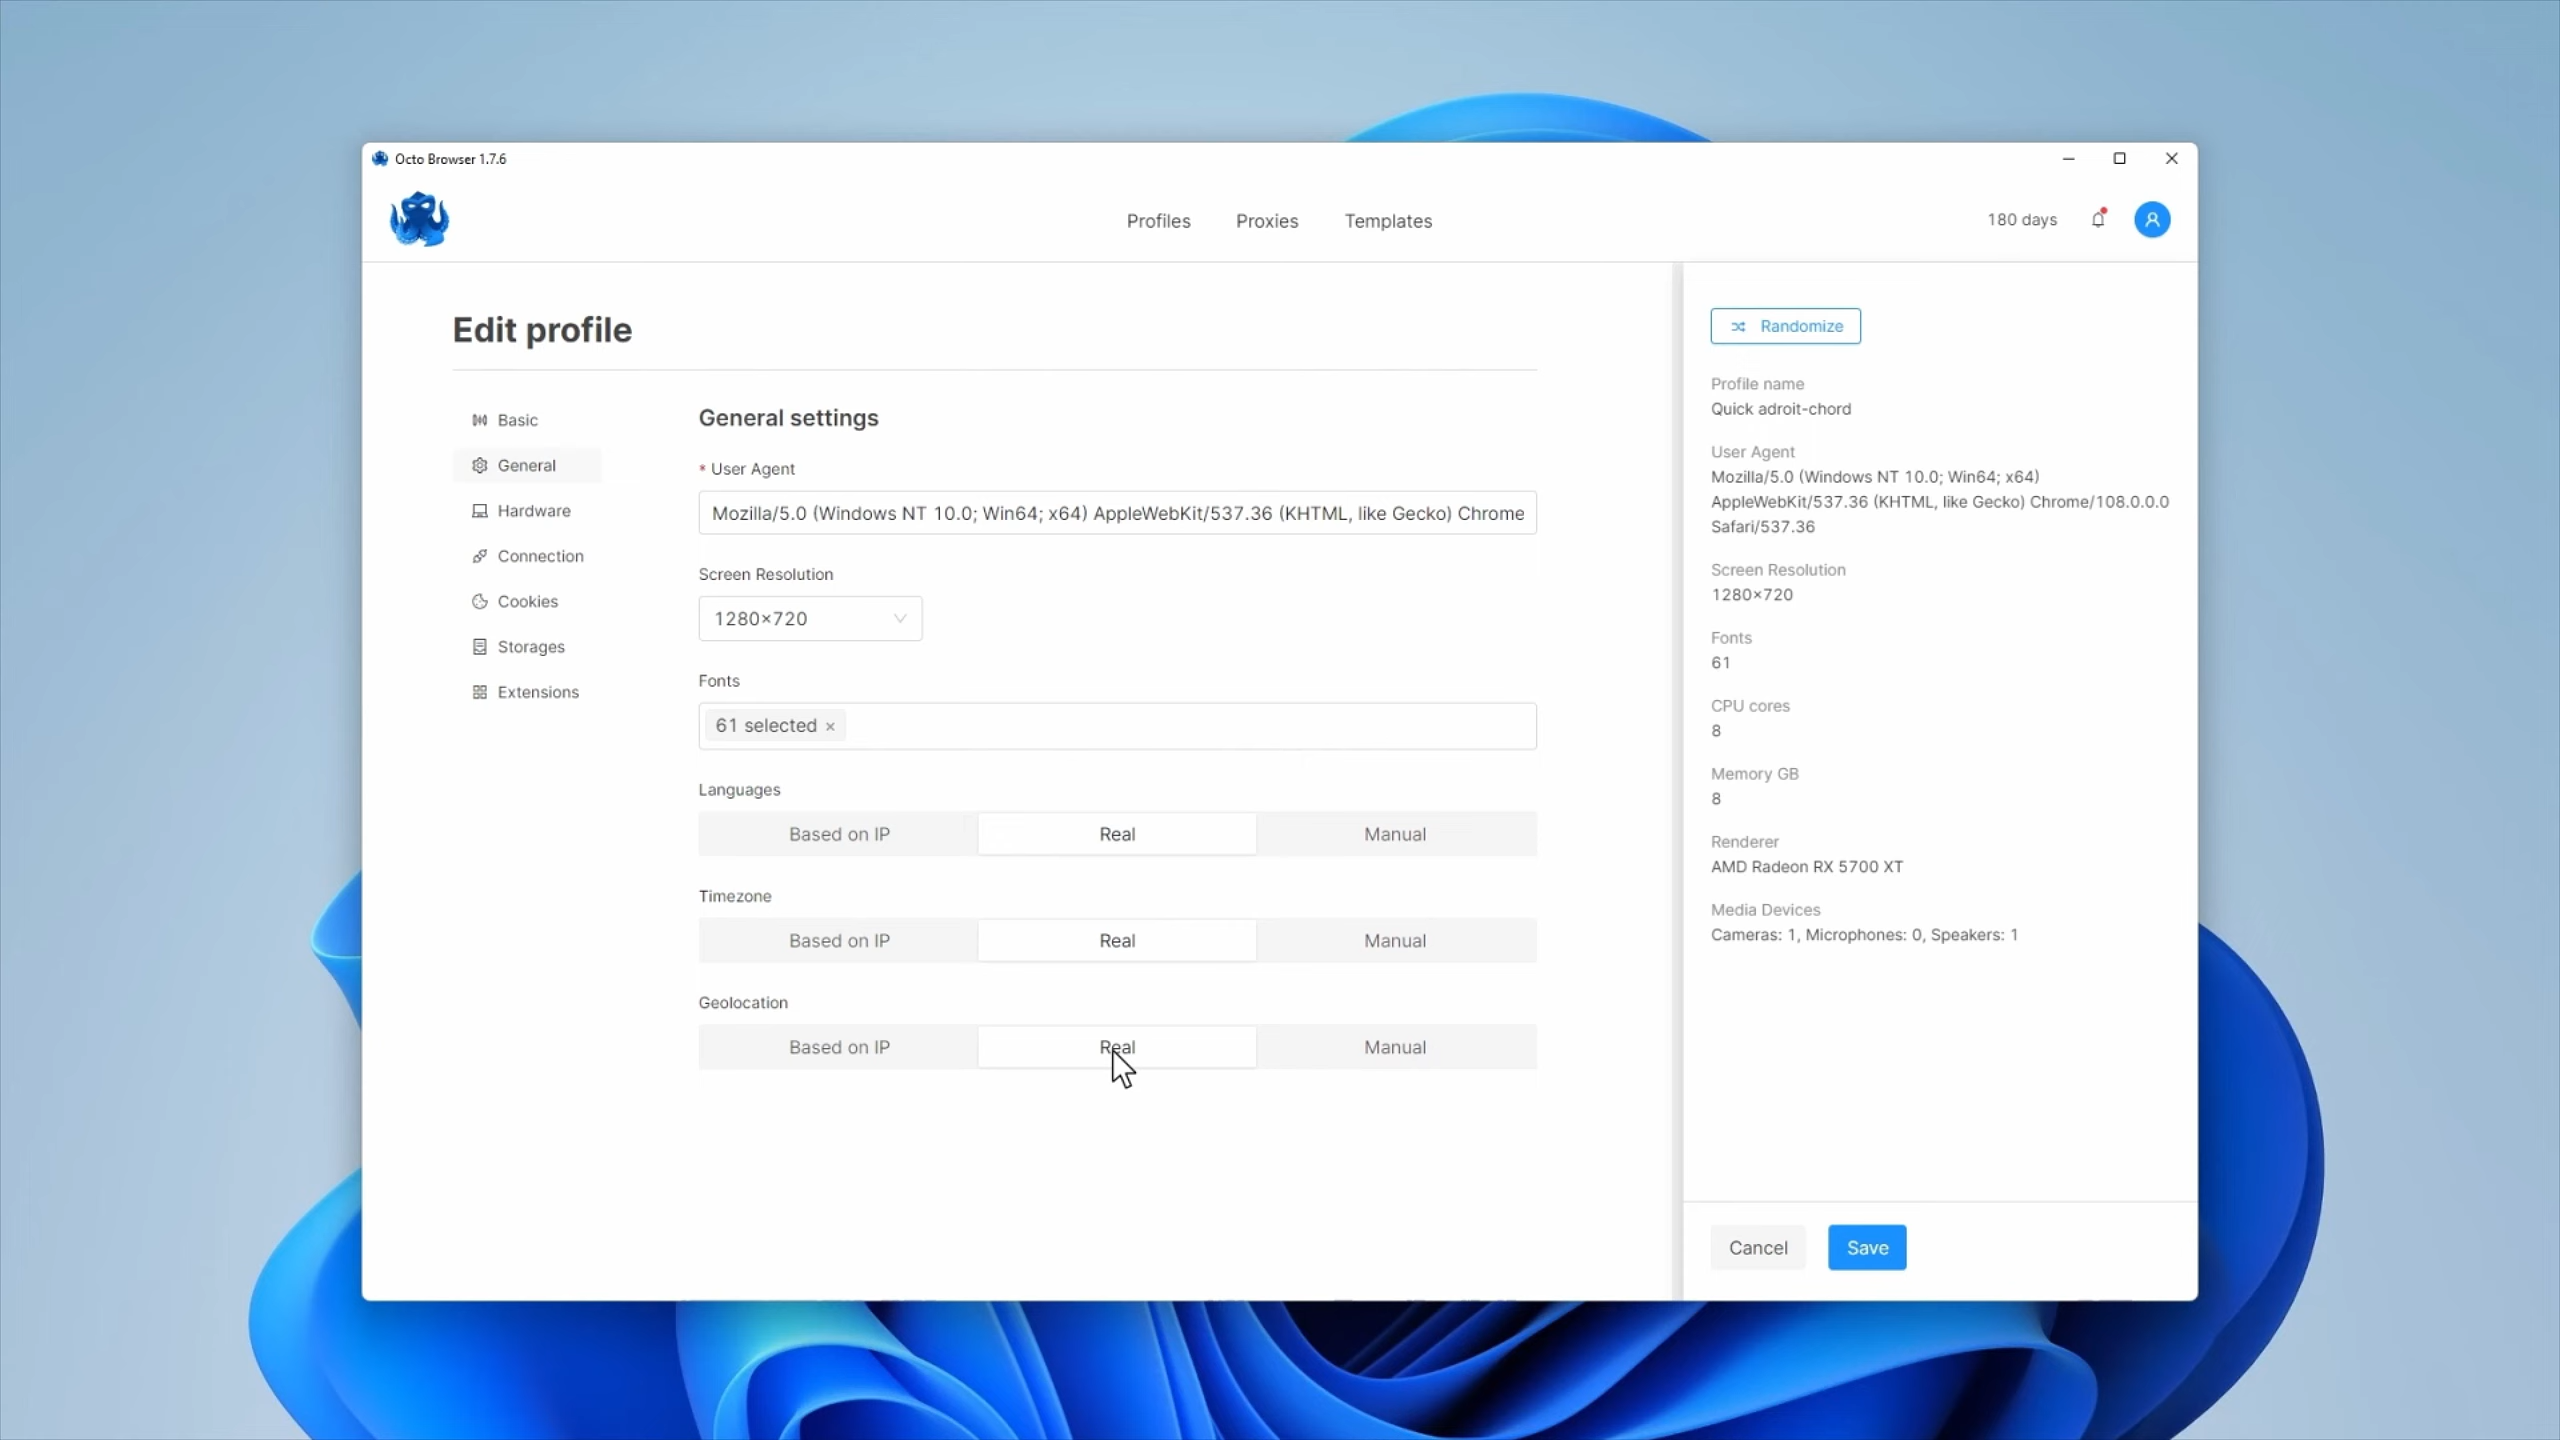 Octo Browser 1.7.6
Profiles
Proxies
Templates
180 days
Edit profile
Basic
General
Hardware
Connection
Cookies
Storages
Extensions
General settings
* User Agent
Mozilla/5.0 (Windows NT 10.0; Win64; x64) AppleWebKit/537.36 (KHTML, like Gecko) Chrome
Screen Resolution
1280×720
Fonts
61 selected ×
Languages
Based on IP
Real
Manual
Timezone
Based on IP
Real
Manual
Geolocation
Based on IP
Real
Manual
Randomize
Profile name
Quick adroit-chord
User Agent
Mozilla/5.0 (Windows NT 10.0; Win64; x64)
AppleWebKit/537.36 (KHTML, like Gecko) Chrome/108.0.0.0
Safari/537.36
Screen Resolution
1280×720
Fonts
61
CPU cores
8
Memory GB
8
Renderer
AMD Radeon RX 5700 XT
Media Devices
Cameras: 1, Microphones: 0, Speakers: 1
Cancel
Save